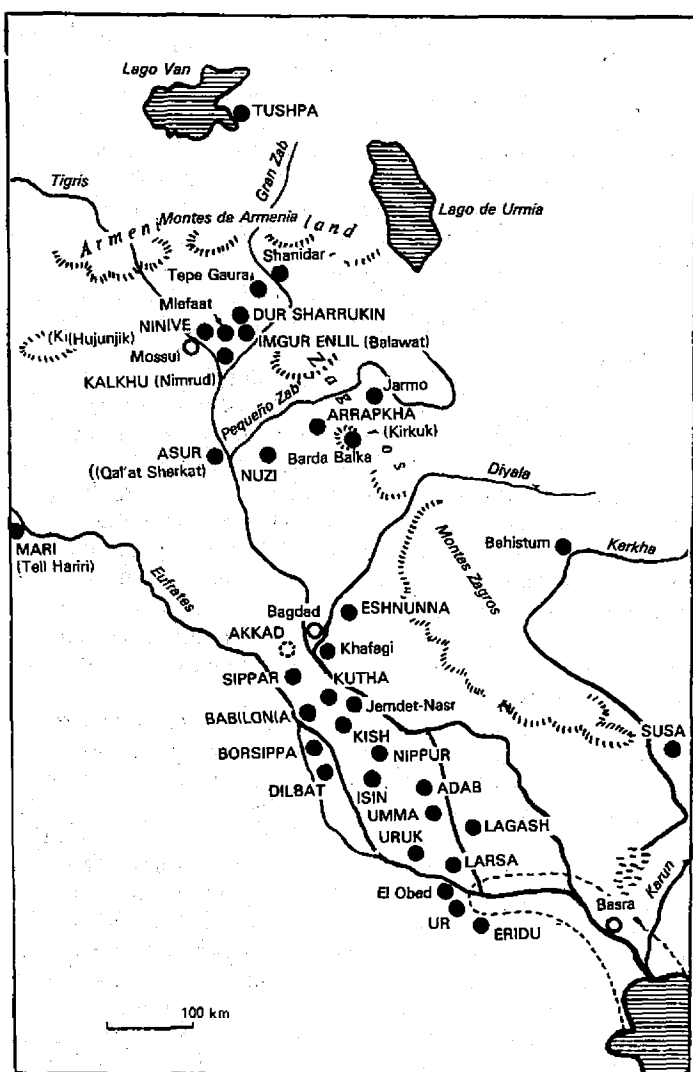 Lago Van
TUSHPA
Gran Zab
Tigris
Lago de Urmia
Armeni
Montes de Armenia
land
Shanidar
Tepe Gaura
Mlefaat
DUR SHARRUKIN
NINIVE
(Hujunjik)
IMGUR ENLIL (Balawat)
Mossul
KALKHU (Nimrud)
Jarmo
Pequeño Zab
ARRAPKHA
(Kirkuk)
ASUR
((Qal'at Sherkat)
NUZI
Barda Balka
Diyala
MARI
(Tell Hariri)
Behistum
Kerkha
Eufrates
Montes Zagros
Bagdad
ESHNUNNA
AKKAD
Khafagi
SIPPAR
KUTHA
Jemdet-Nasr
BABILONIA
KISH
BORSIPPA
NIPPUR
SUSA
DILBAT
ISIN
ADAB
UMMA
LAGASH
URUK
LARSA
El Obed
Karun
Basra
UR
ERIDU
100 km